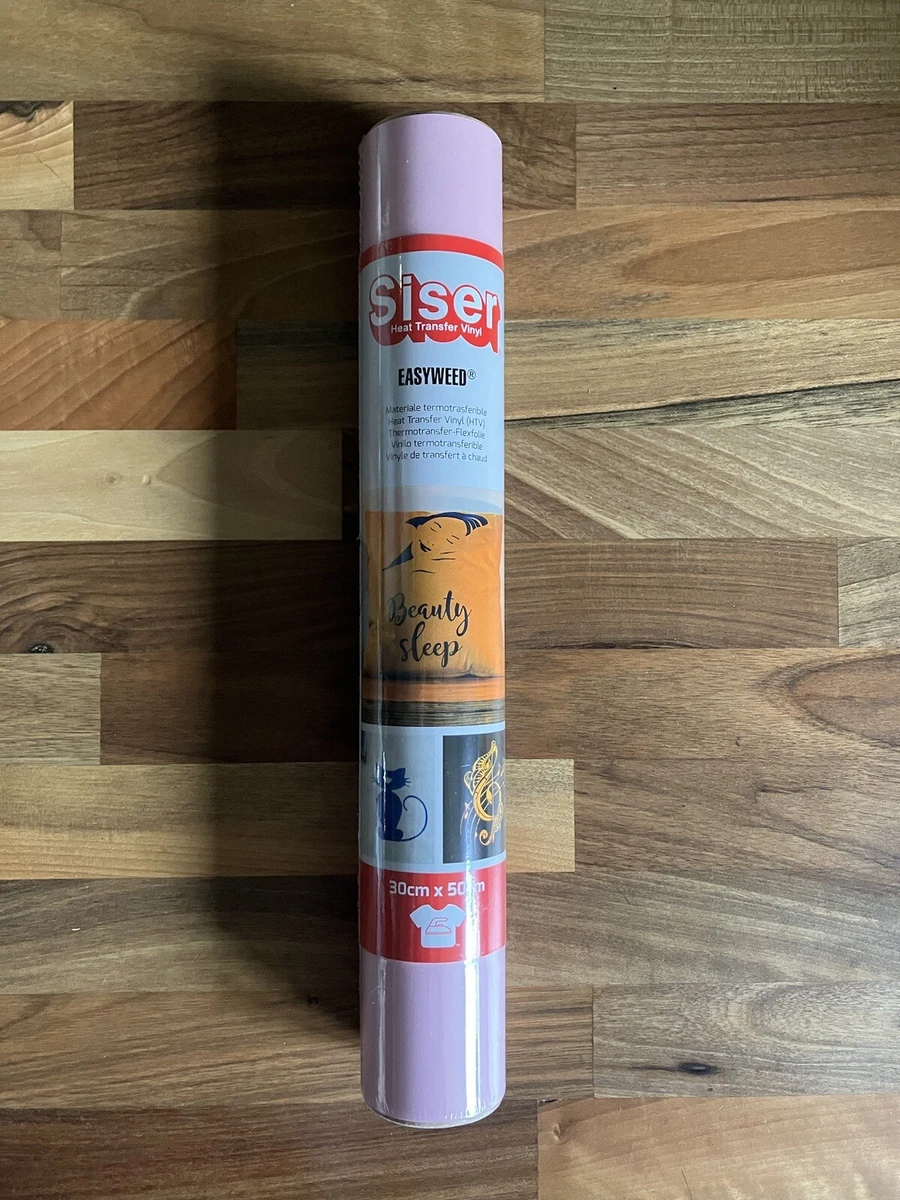 Siser
Heat Transfer Vinyl
EASYWEED®
Materiale termotrasferibile
Heat Transfer Vinyl (HTV)
Thermotransfer-Flexfolie
Vinilo termotransferible
Vinyle de transfert à chaud
Beauty
sleep
30cm x 50cm